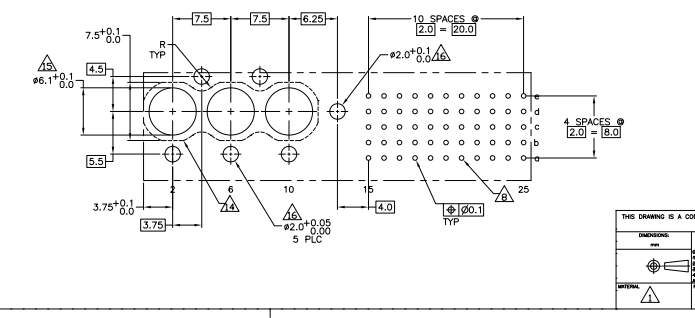 7.5
7.5
6.25
10 SPACES @
2.0 = 20.0
7.5+0.1
0.0
R
TYP
ø2.0+0.1
0.0
16
15
ø6.1+0.1
0.0
4.5
5.5
e
d
c
b
a
4 SPACES @
2.0 = 8.0
2
6
10
15
25
3.75+0.1
0.0
3.75
14
16
ø2.0+0.05
0.00
5 PLC
4.0
⌖ Ø0.1
TYP
8
THIS DRAWING IS A CO
DIMENSIONS:
mm
MATERIAL
1